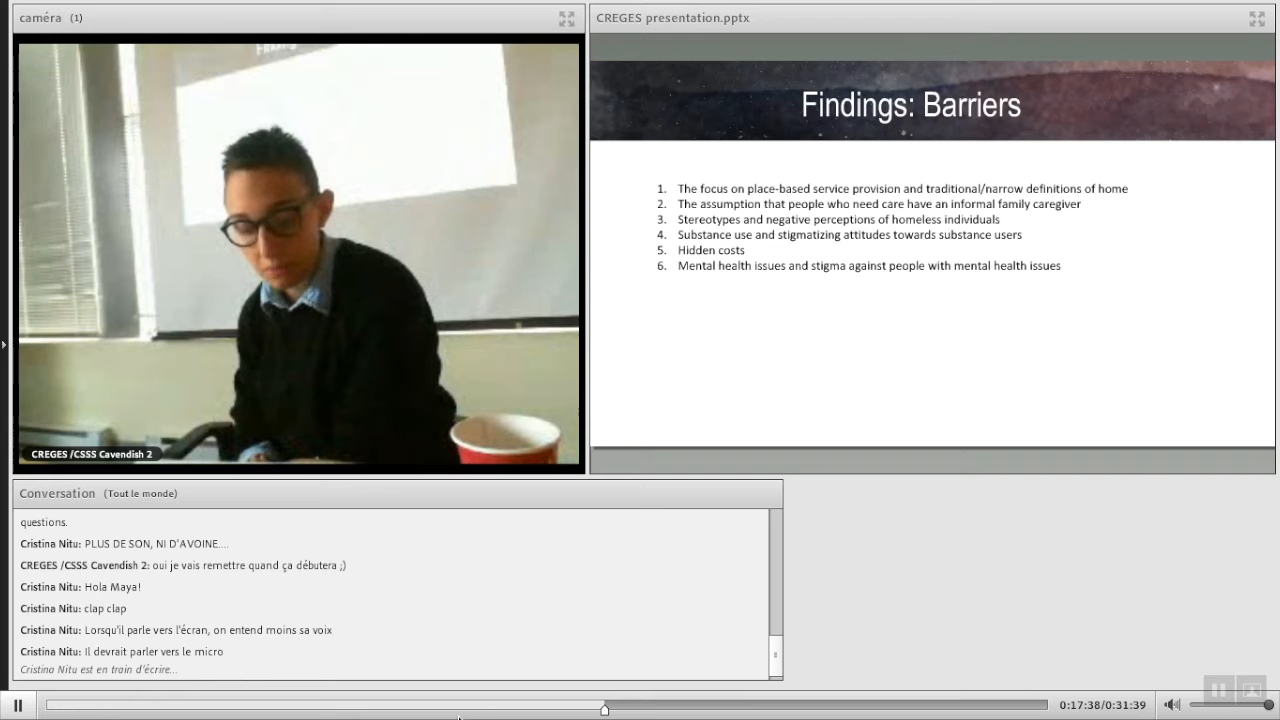 caméra (1)
CREGES presentation.pptx
Findings: Barriers
1. The focus on place-based service provision and traditional/narrow definitions of home
2. The assumption that people who need care have an informal family caregiver
3. Stereotypes and negative perceptions of homeless individuals
4. Substance use and stigmatizing attitudes towards substance users
5. Hidden costs
6. Mental health issues and stigma against people with mental health issues
CREGES /CSSS Cavendish 2
Conversation (Tout le monde)
questions.
Cristina Nitu: PLUS DE SON, NI D'AVOINE....
CREGES /CSSS Cavendish 2: oui je vais remettre quand ça débutera ;)
Cristina Nitu: Hola Maya!
Cristina Nitu: clap clap
Cristina Nitu: Lorsqu'il parle vers l'écran, on entend moins sa voix
Cristina Nitu: Il devrait parler vers le micro
Cristina Nitu est en train d'écrire...
0:17:38/0:31:39